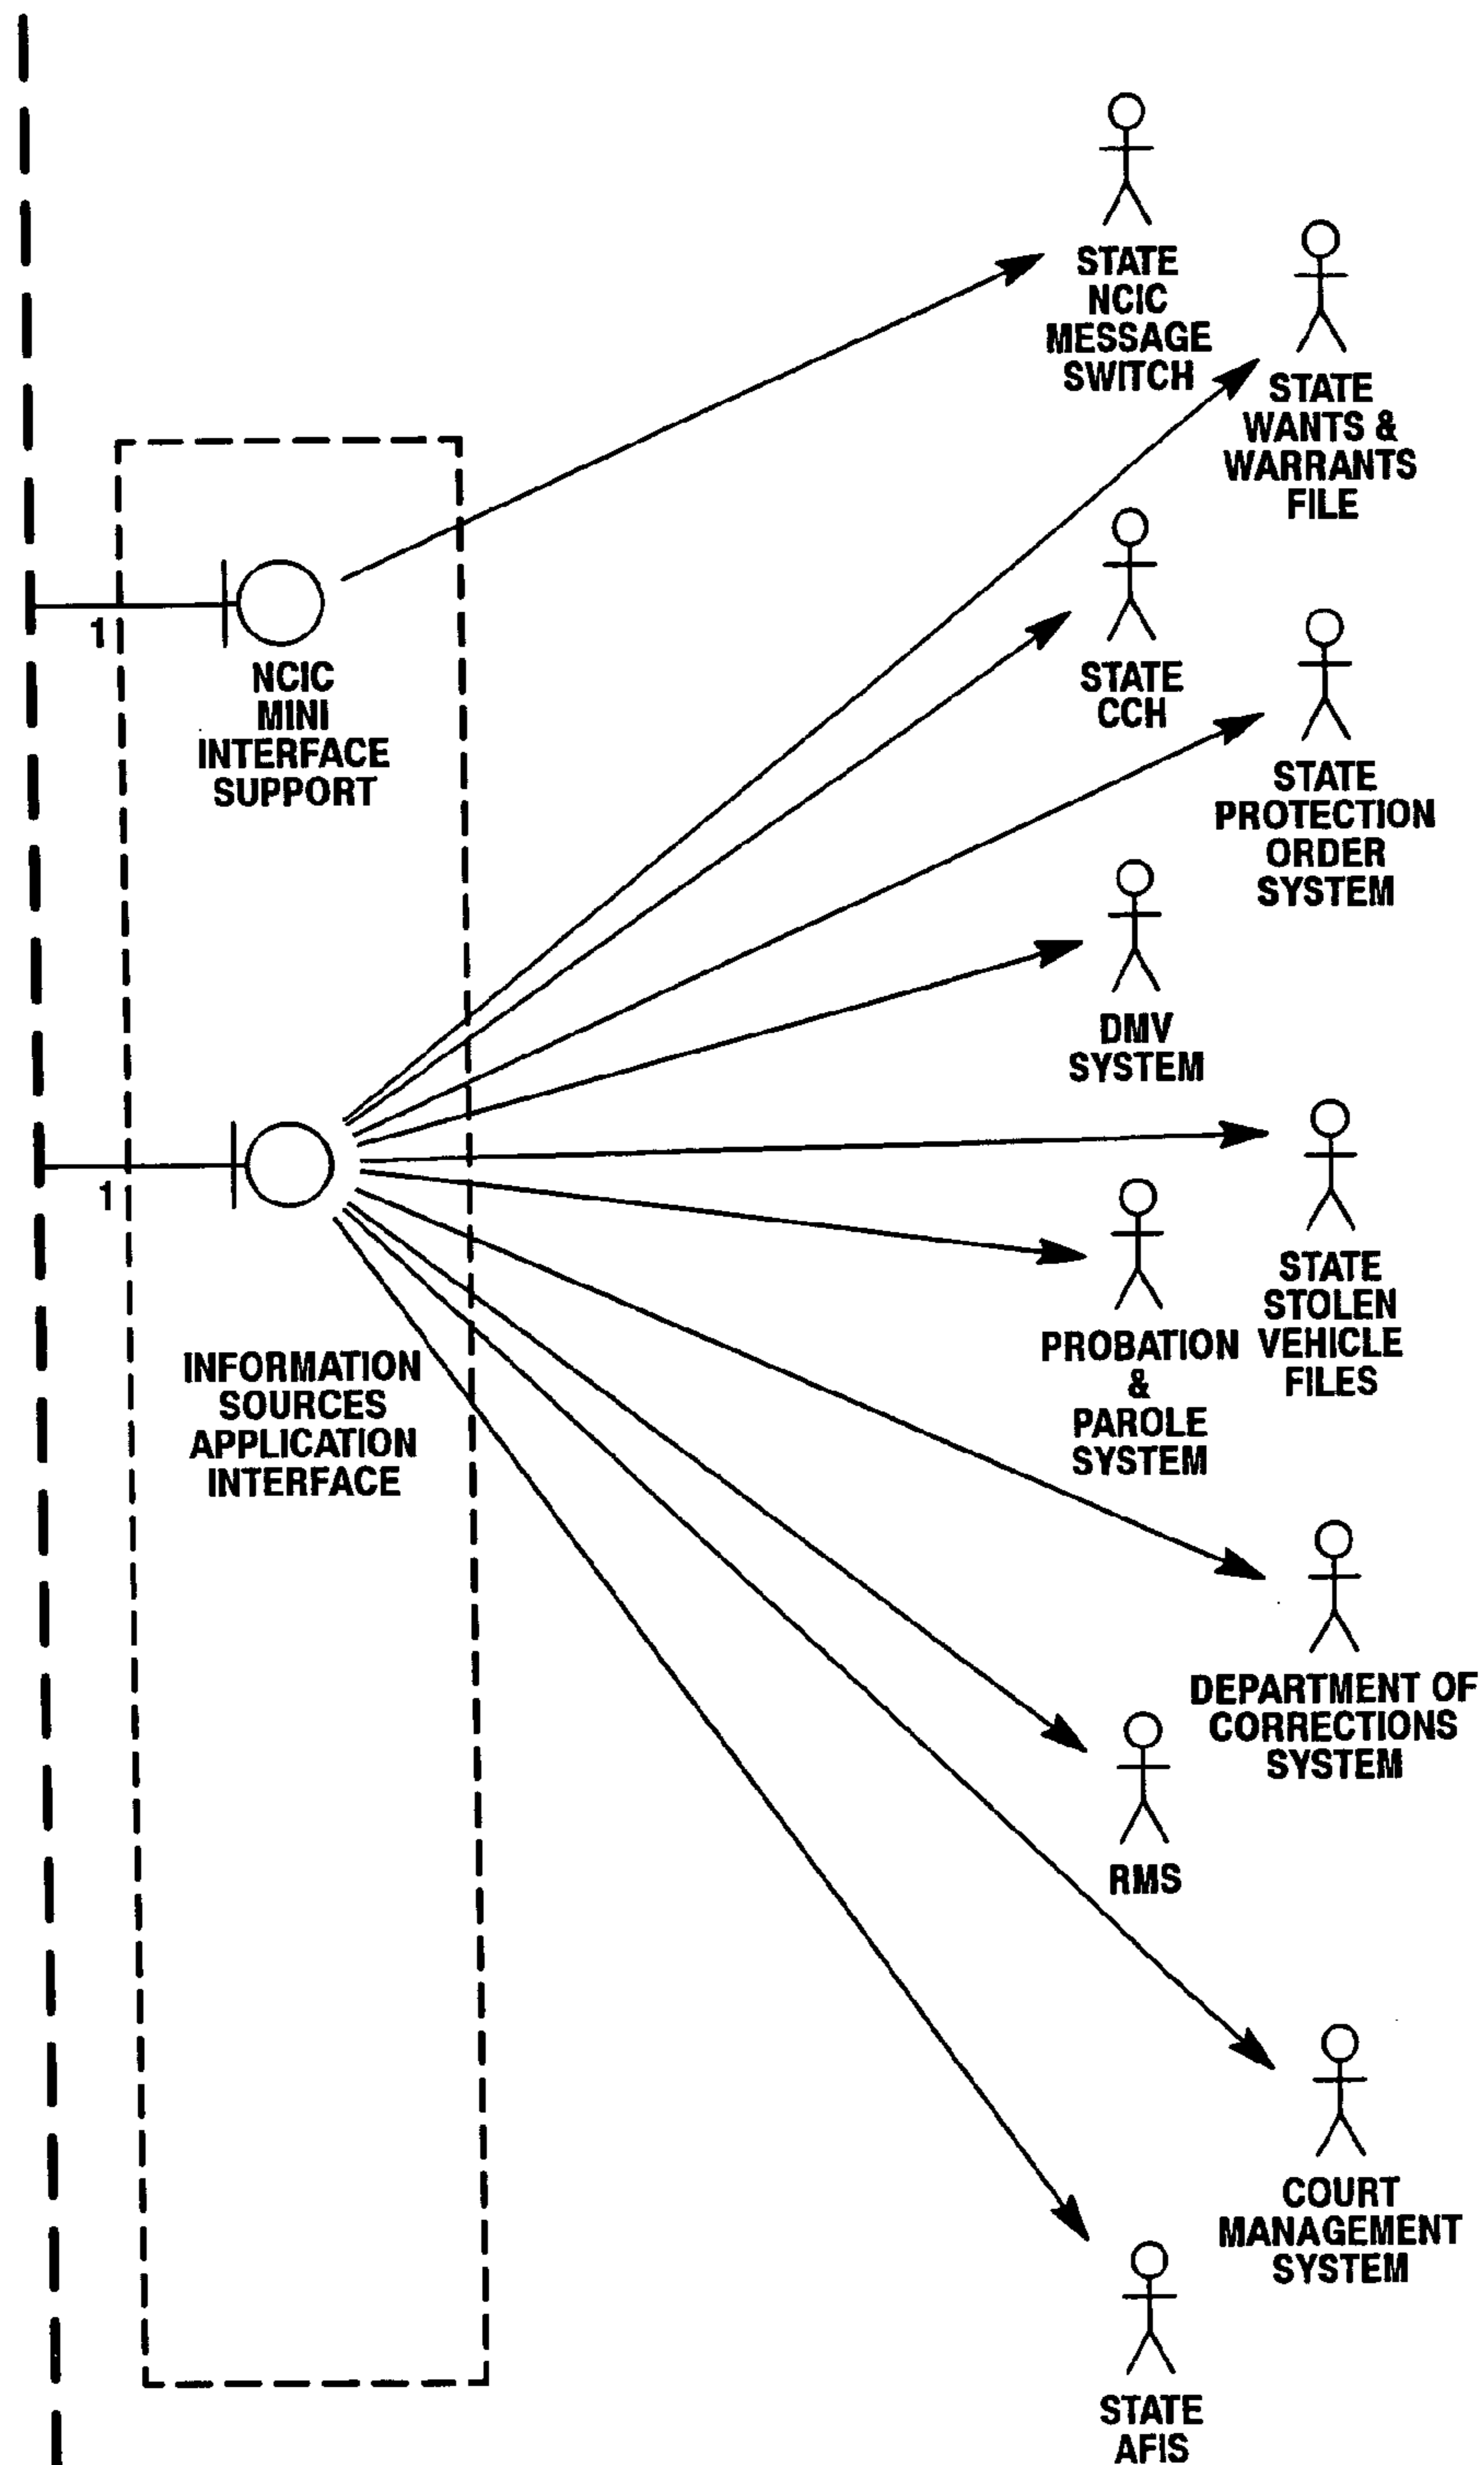 STATE
NCIC
MESSAGE
SWITCH
STATE
WANTS &
WARRANTS
FILE
1
NCIC
MINI
INTERFACE
SUPPORT
STATE
CCH
STATE
PROTECTION
ORDER
SYSTEM
DMV
SYSTEM
1
INFORMATION
SOURCES
APPLICATION
INTERFACE
PROBATION
&
PAROLE
SYSTEM
STATE
STOLEN
VEHICLE
FILES
DEPARTMENT OF
CORRECTIONS
SYSTEM
RMS
COURT
MANAGEMENT
SYSTEM
STATE
AFIS